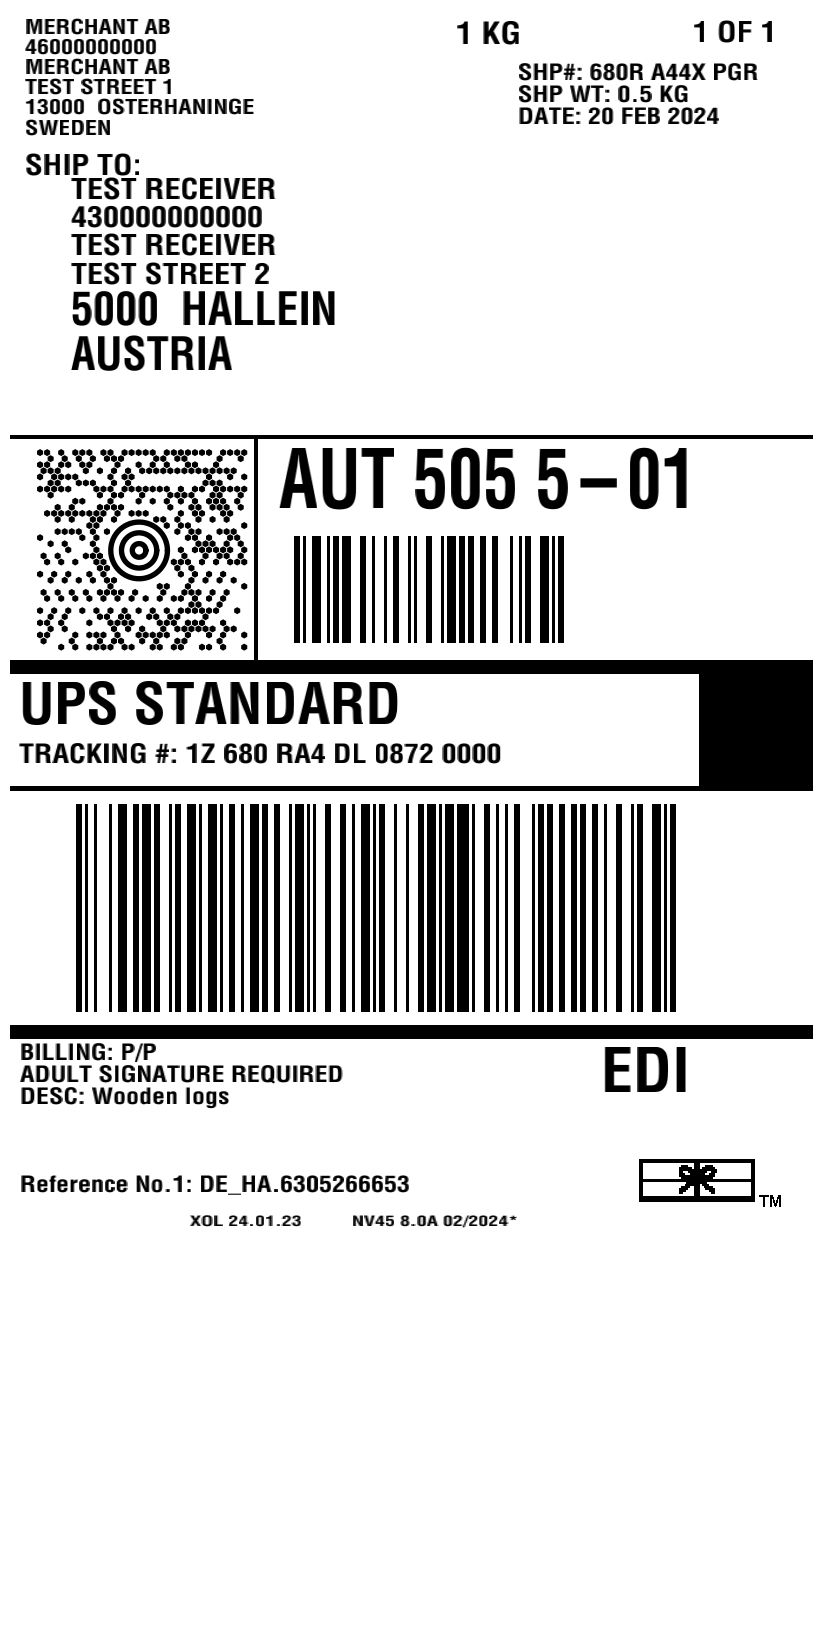 MERCHANT AB
46000000000
MERCHANT AB
TEST STREET 1
13000  OSTERHANINGE
SWEDEN
1 KG
1 OF 1
SHP#: 680R A44X PGR
SHP WT: 0.5 KG
DATE: 20 FEB 2024
SHIP TO:
TEST RECEIVER
430000000000
TEST RECEIVER
TEST STREET 2
5000  HALLEIN
AUSTRIA
AUT 505 5–01
UPS STANDARD
TRACKING #: 1Z 680 RA4 DL 0872 0000
BILLING: P/P
ADULT SIGNATURE REQUIRED
DESC: Wooden logs
EDI
Reference No.1: DE_HA.6305266653
TM
XOL 24.01.23
NV45 8.0A 02/2024*